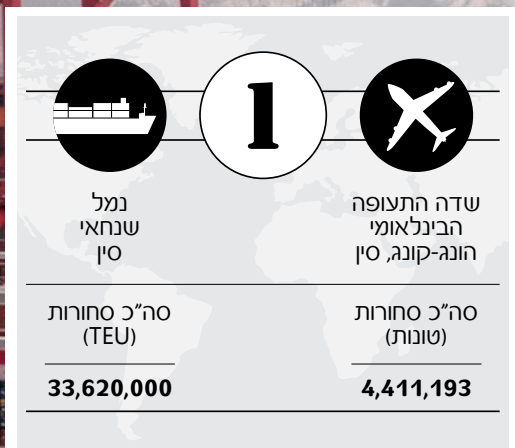 1
שדה התעופה
הבינלאומי
הונג-קונג, סין
סה"כ סחורות
(טונות)
4,411,193
נמל
שנחאי
סין
סה"כ סחורות
(TEU)
33,620,000